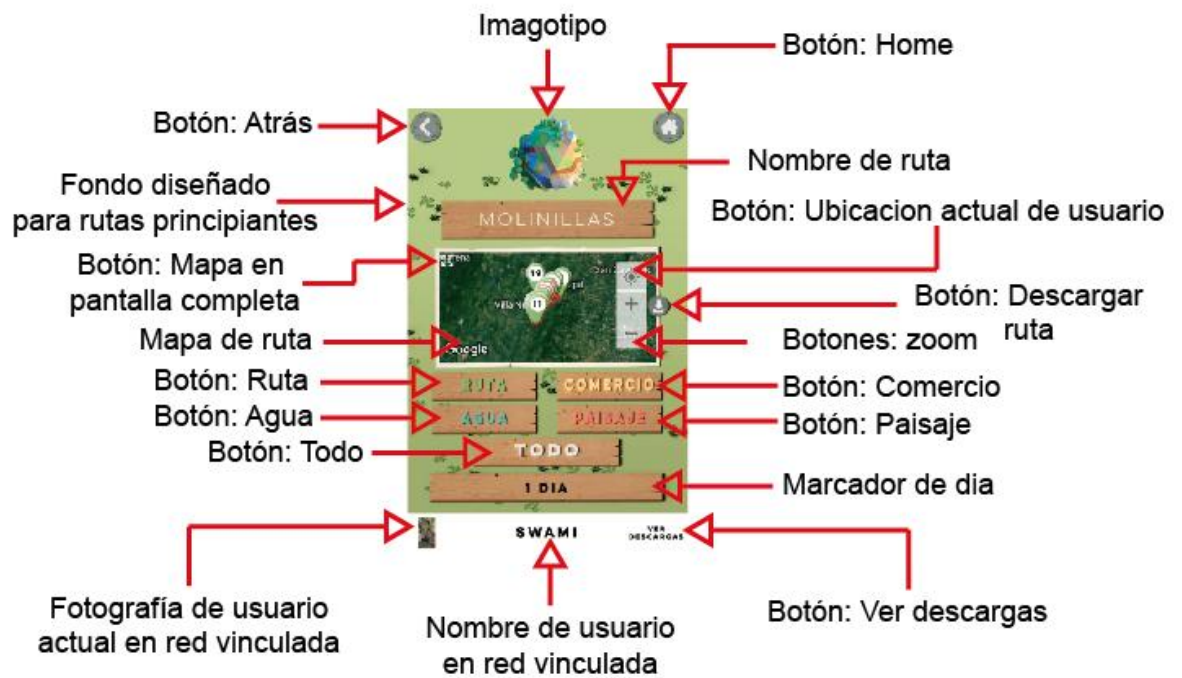 Imagotipo
Botón: Home
Botón: Atrás
Nombre de ruta
Fondo diseñado
para rutas principiantes
MOLINILLAS
Botón: Ubicacion actual de usuario
Botón: Mapa en
pantalla completa
19
11
Botón: Descargar
ruta
Mapa de ruta
Google
Botones: zoom
Botón: Ruta
RUTA
COMERCIO
Botón: Comercio
Botón: Agua
AGUA
PAISAJE
Botón: Paisaje
Botón: Todo
TODO
1 DIA
Marcador de dia
SWAMI
VER
DESCARGAS
Fotografía de usuario
actual en red vinculada
Nombre de usuario
en red vinculada
Botón: Ver descargas